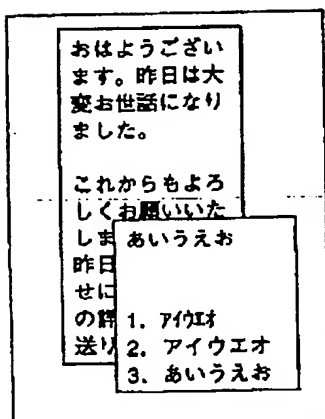 おはようござい
ます。昨日は大
変お世話になり
ました。
これからもよろ
しくお願いいた
しま
昨日
せに
の詳
送り
あいうえお
1. ｱｲｳｴｵ
2. アイウエオ
3. あいうえお